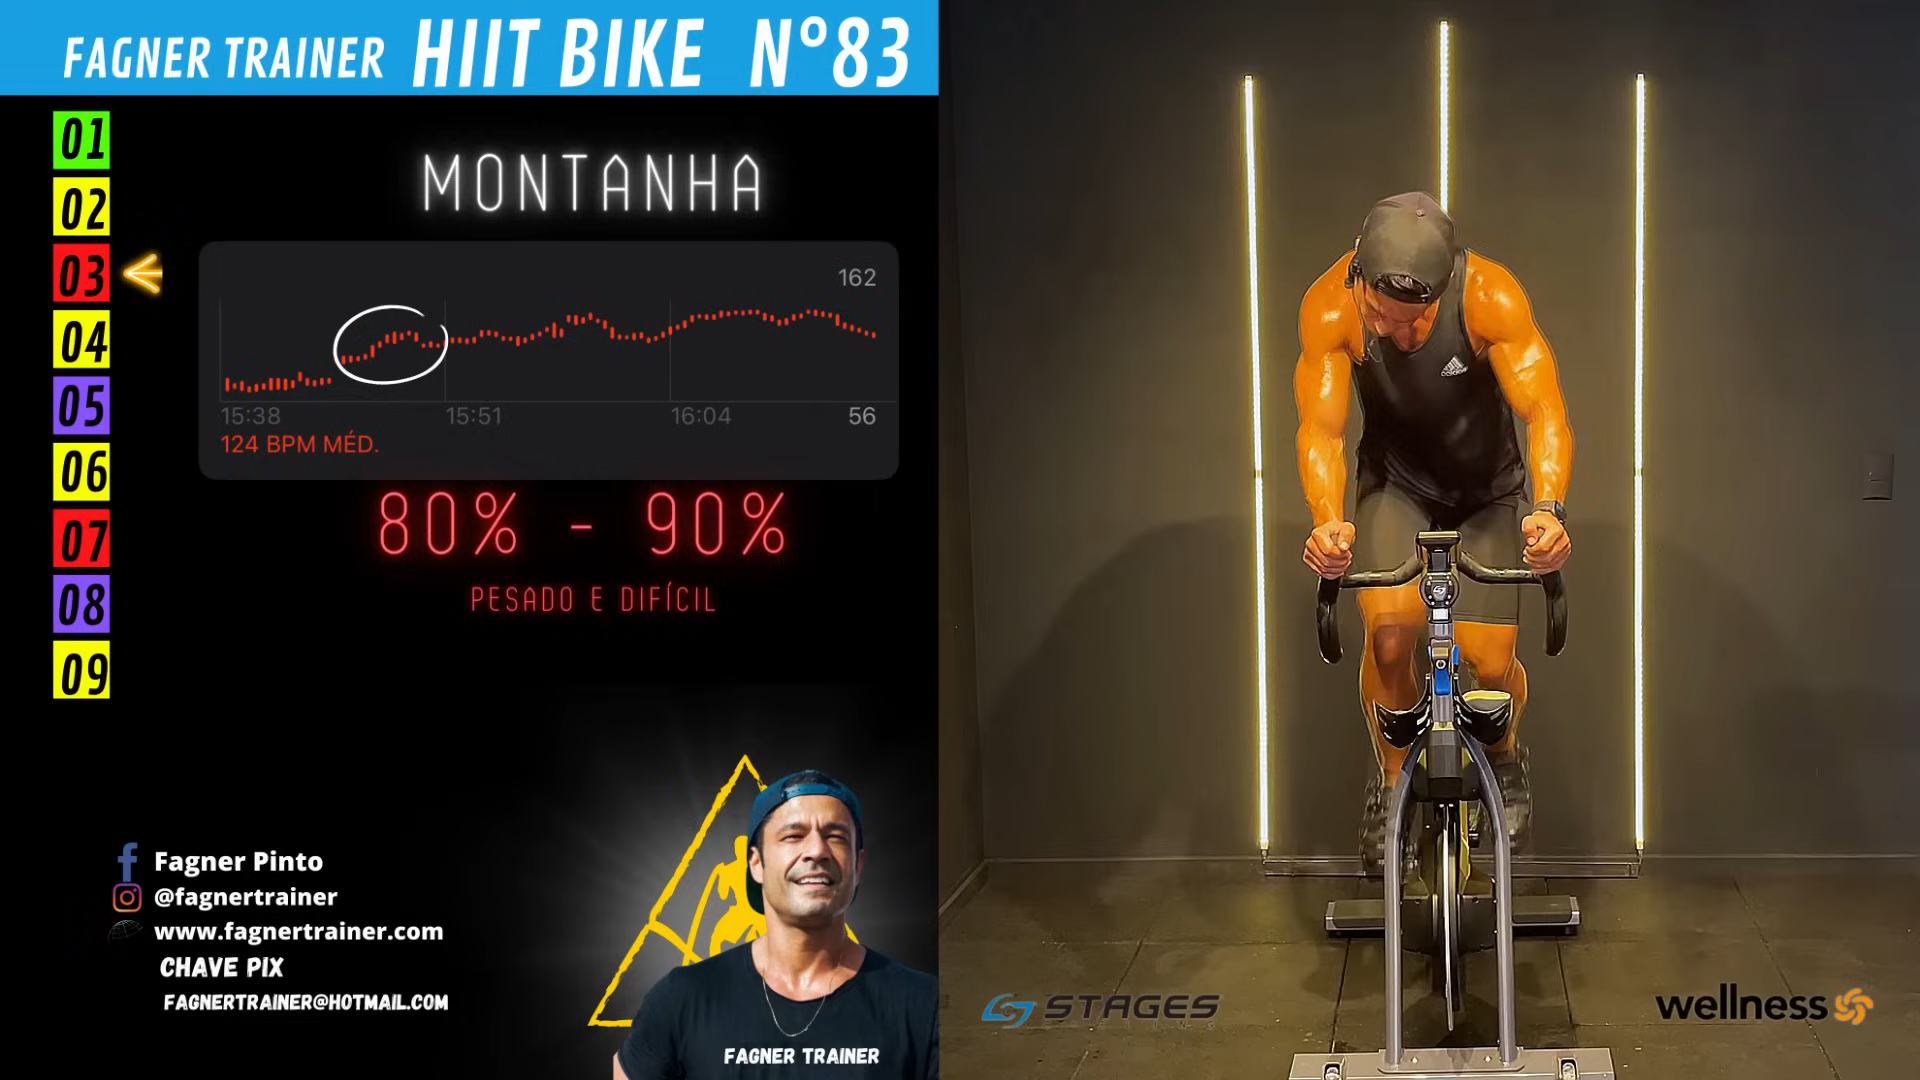 FAGNER TRAINER HIIT BIKE Nº83
01
02
03
04
05
06
07
08
09
MONTANHA
162
15:38
15:51
16:04
56
124 BPM MÉD.
80% - 90%
PESADO E DIFÍCIL
Fagner Pinto
@fagnertrainer
www.fagnertrainer.com
CHAVE PIX
FAGNERTRAINER@HOTMAIL.COM
FAGNER TRAINER
adidas
STAGES
wellness